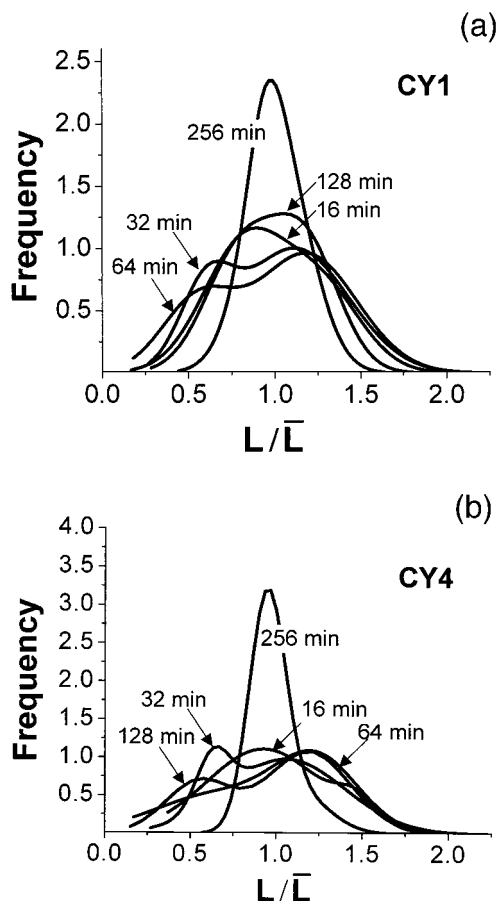 (a)
2.5
CY1
2.0
256 min
128 min
1.5
16 min
32 min
1.0
64 min
0.5
Frequency
0.0 0.5 1.0 1.5 2.0
L / L̅
(b)
4.0
3.5
CY4
3.0
256 min
2.5
2.0
32 min
16 min
1.5
128 min
64 min
1.0
0.5
Frequency
0.0 0.5 1.0 1.5 2.0
L / L̅